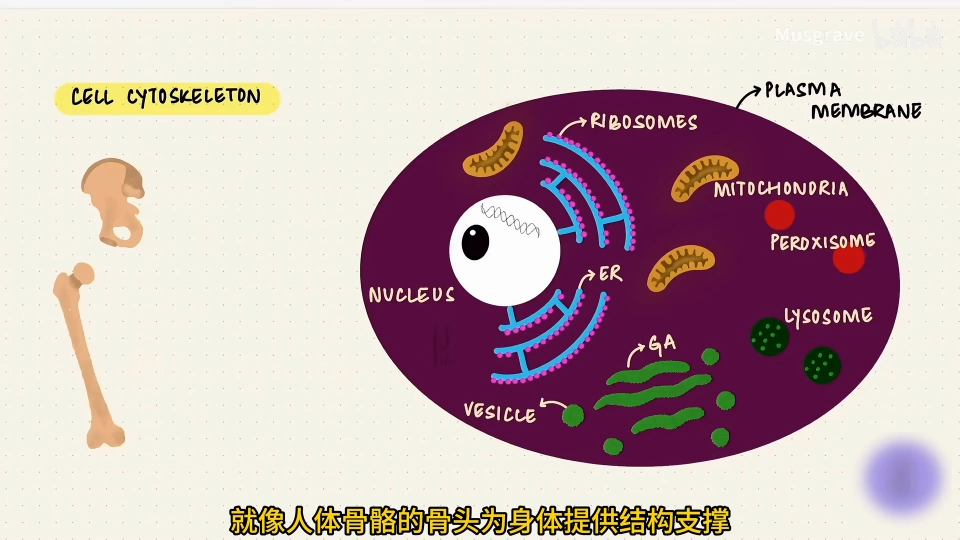 Musgrave bilibili
CELL CYTOSKELETON
PLASMA
MEMBRANE
RIBOSOMES
MITOCHONDRIA
PEROXISOME
NUCLEUS
ER
LYSOSOME
GA
VESICLE
就像人体骨骼的骨头为身体提供结构支撑